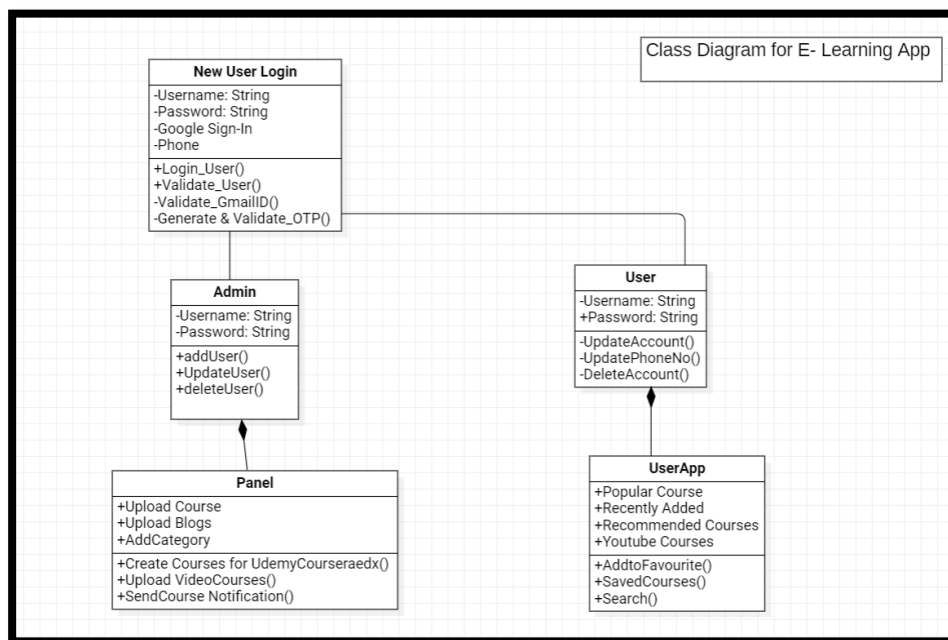 Class Diagram for E- Learning App
New User Login
-Username: String
-Password: String
-Google Sign-In
-Phone
+Login_User()
+Validate_User()
-Validate_GmailID()
-Generate & Validate_OTP()
Admin
-Username: String
-Password: String
+addUser()
+UpdateUser()
+deleteUser()
User
-Username: String
+Password: String
-UpdateAccount()
-UpdatePhoneNo()
-DeleteAccount()
Panel
+Upload Course
+Upload Blogs
+AddCategory
+Create Courses for UdemyCourseraedx()
+Upload VideoCourses()
+SendCourse Notification()
UserApp
+Popular Course
+Recently Added
+Recommended Courses
+Youtube Courses
+AddtoFavourite()
+SavedCourses()
+Search()